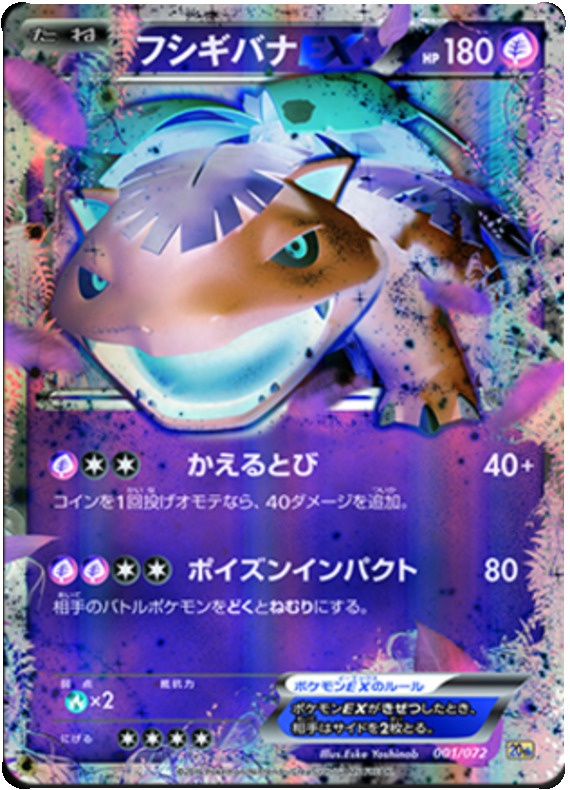 たね
フシギバナEX
HP 180
かえるとび 40+
コインを1回投げオモテなら、40ダメージを追加。
ポイズンインパクト 80
相手のバトルポケモンをどくとねむりにする。
弱点 抵抗力
×2
にげる
ポケモンEXのルール
ポケモンEXがきぜつしたとき、
相手はサイドを2枚とる。
Illus.Eske Yoshinob 001/072